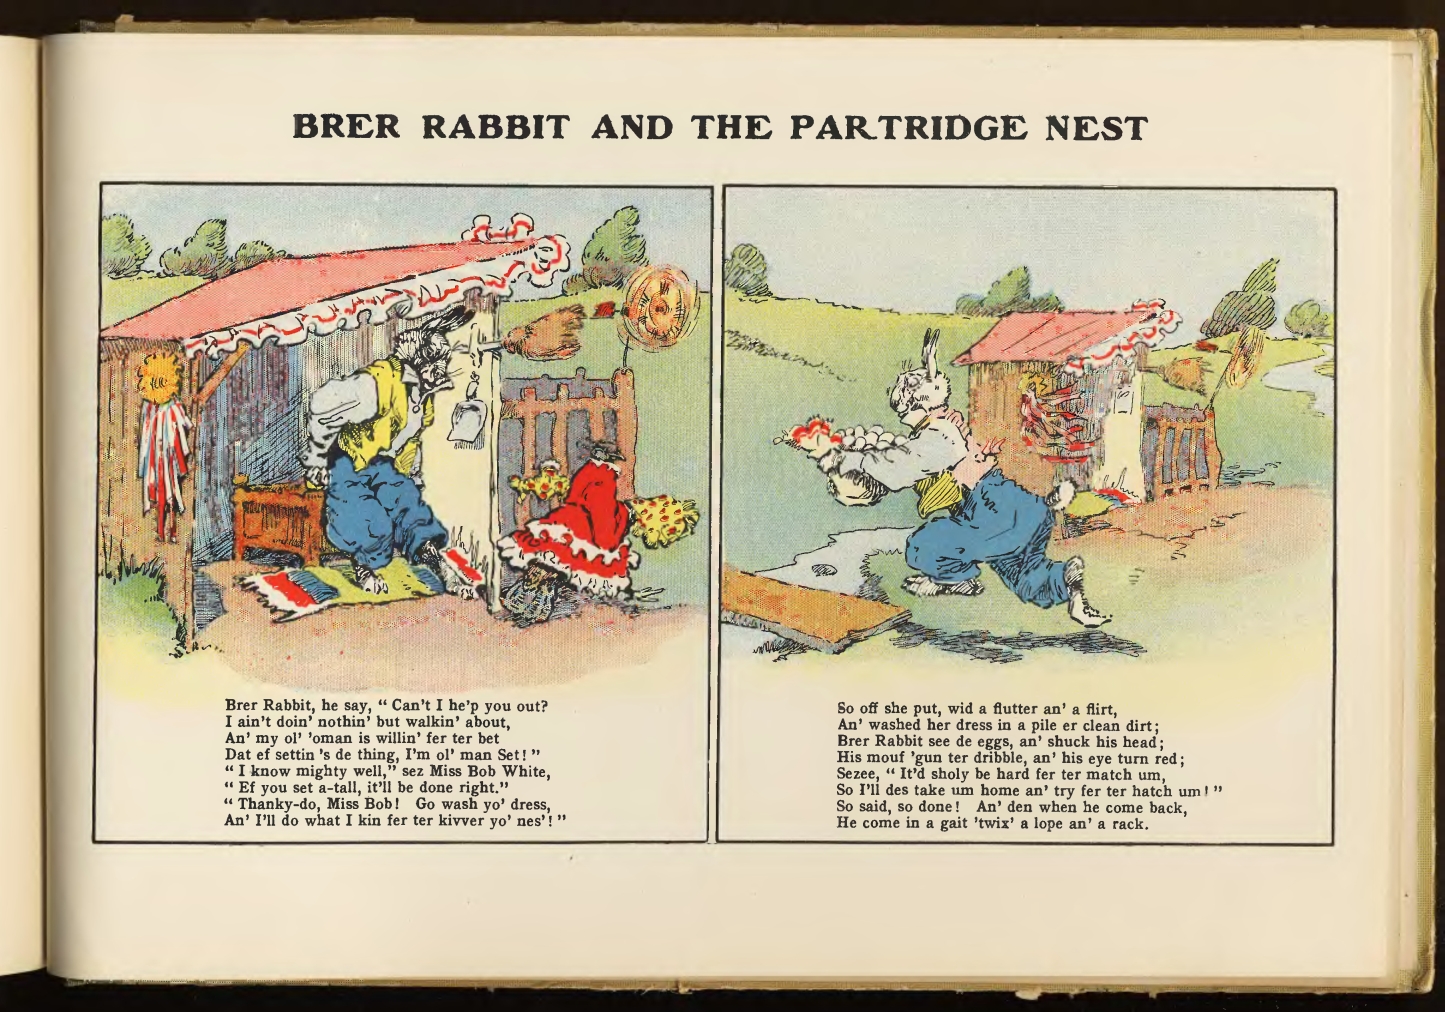 BRER RABBIT AND THE PARTRIDGE NEST
Brer Rabbit, he say, “ Can't I he'p you out?
I ain't doin' nothin' but walkin' about,
An' my ol' 'oman is willin' fer ter bet
Dat ef settin 's de thing, I'm ol' man Set! ”
“ I know mighty well,” sez Miss Bob White,
“ Ef you set a-tall, it'll be done right.”
“ Thanky-do, Miss Bob! Go wash yo' dress,
An' I'll do what I kin fer ter kivver yo' nes'! ”
So off she put, wid a flutter an' a flirt,
An' washed her dress in a pile er clean dirt;
Brer Rabbit see de eggs, an' shuck his head;
His mouf 'gun ter dribble, an' his eye turn red;
Sezee, “ It'd sholy be hard fer ter match um,
So I'll des take um home an' try fer ter hatch um! ”
So said, so done! An' den when he come back,
He come in a gait 'twix' a lope an' a rack.